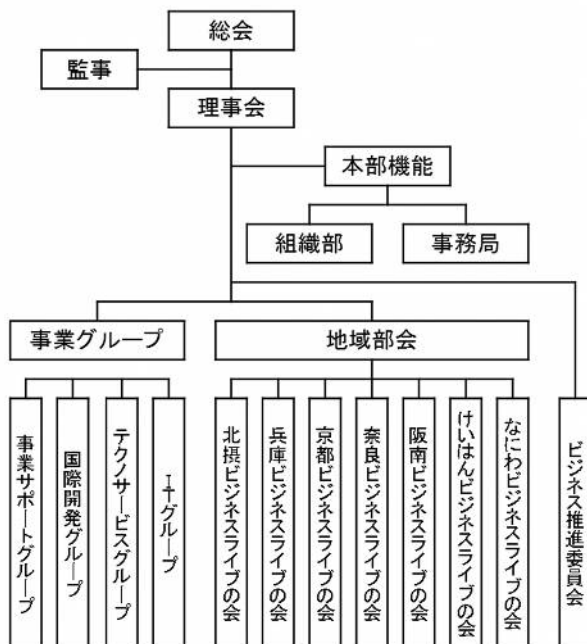 総会
監事
理事会
本部機能
組織部
事務局
事業グループ
地域部会
事業サポートグループ
国際開発グループ
テクノサービスグループ
ITグループ
北摂ビジネスライブの会
兵庫ビジネスライブの会
京都ビジネスライブの会
奈良ビジネスライブの会
阪南ビジネスライブの会
けいはんビジネスライブの会
なにわビジネスライブの会
ビジネス推進委員会